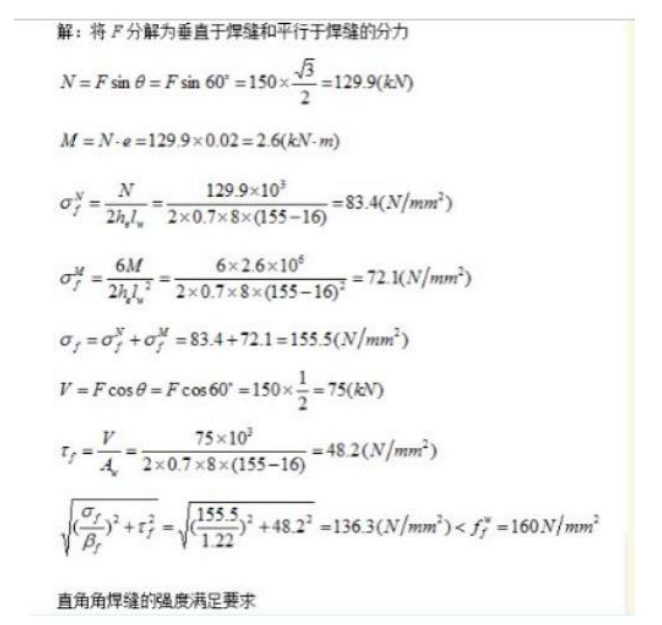 解：将 F 分解为垂直于焊缝和平行于焊缝的分力
N = F sin θ = F sin 60° = 150 × √3/2 = 129.9(kN)
M = N·e = 129.9 × 0.02 = 2.6(kN·m)
σ_f^N = N/(2h_e l_w) = 129.9×10³/(2×0.7×8×(155−16)) = 83.4(N/mm²)
σ_f^M = 6M/(2h_e l_w²) = 6×2.6×10⁶/(2×0.7×8×(155−16)²) = 72.1(N/mm²)
σ_f = σ_f^N + σ_f^M = 83.4 + 72.1 = 155.5(N/mm²)
V = F cos θ = F cos 60° = 150 × 1/2 = 75(kN)
τ_f = V/A_w = 75×10³/(2×0.7×8×(155−16)) = 48.2(N/mm²)
√((σ_f/β_f)² + τ_f²) = √((155.5/1.22)² + 48.2²) = 136.3(N/mm²) < f_f^w = 160N/mm²
直角角焊缝的强度满足要求